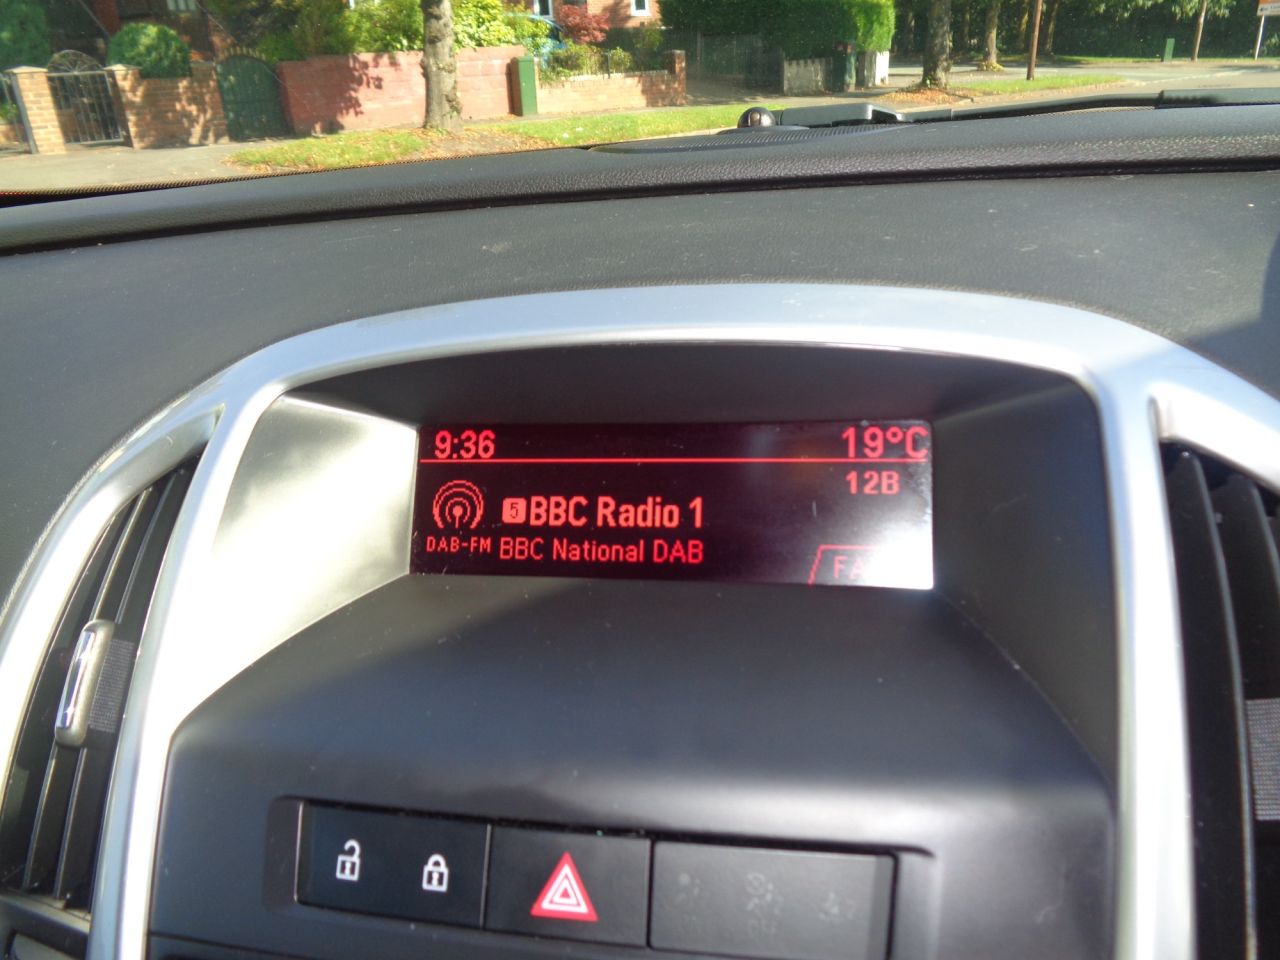 9:36 19°C
12B
5 BBC Radio 1
DAB-FM BBC National DAB